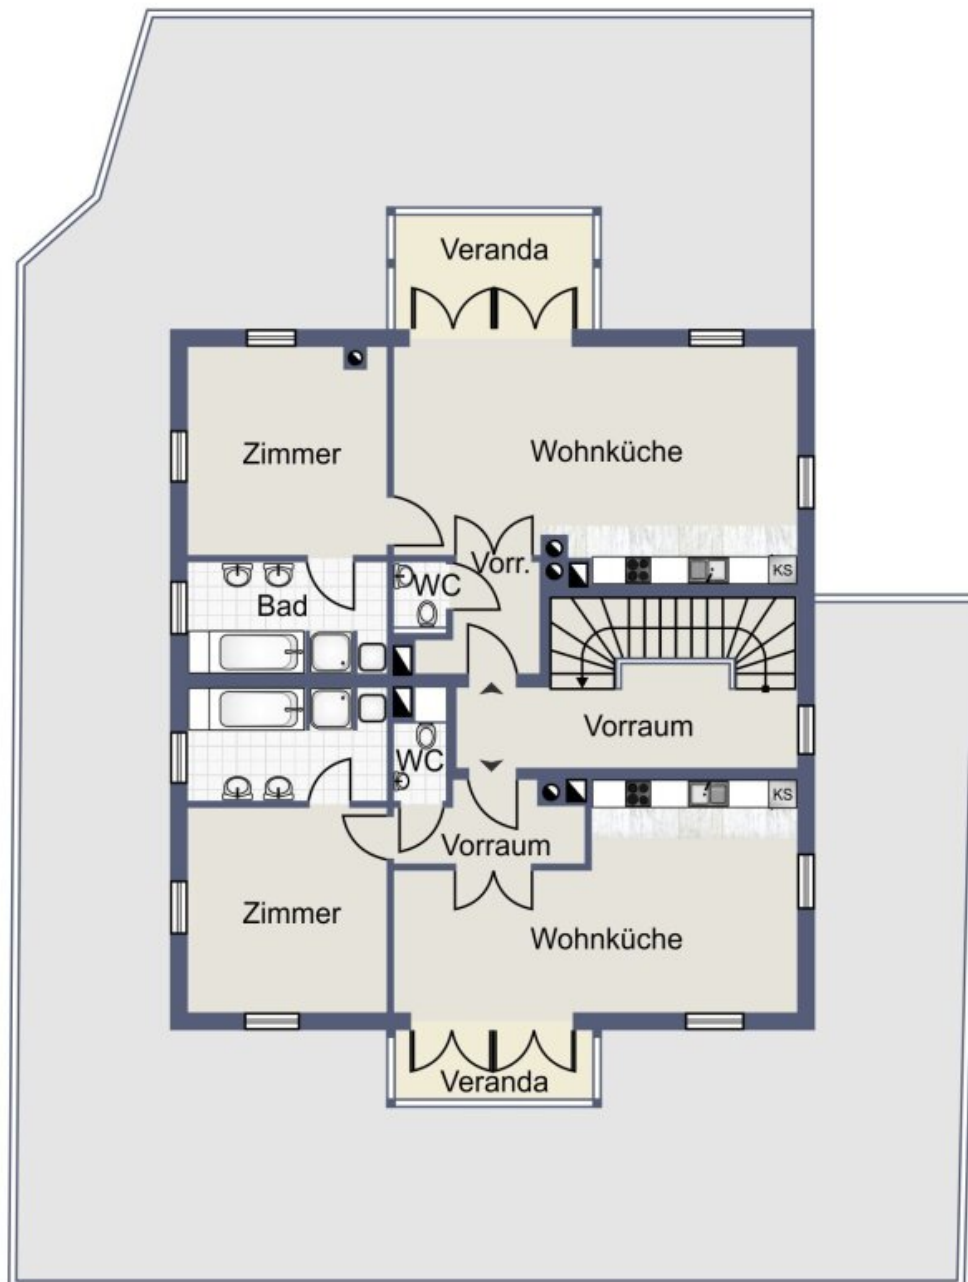 Veranda
Zimmer
Wohnküche
Vorr.
WC
KS
Bad
Vorraum
WC
KS
Vorraum
Zimmer
Wohnküche
Veranda